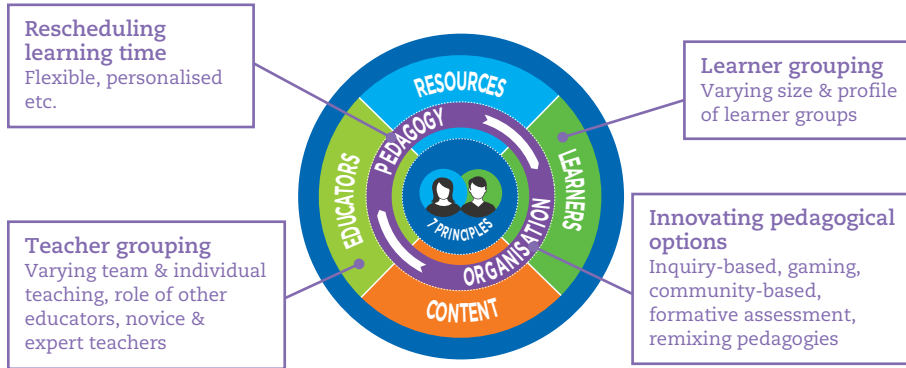 Rescheduling
learning time
Flexible, personalised
etc.
Learner grouping
Varying size & profile
of learner groups
RESOURCES
PEDAGOGY
EDUCATORS
LEARNERS
7 PRINCIPLES
ORGANISATION
CONTENT
Teacher grouping
Varying team & individual
teaching, role of other
educators, novice &
expert teachers
Innovating pedagogical
options
Inquiry-based, gaming,
community-based,
formative assessment,
remixing pedagogies